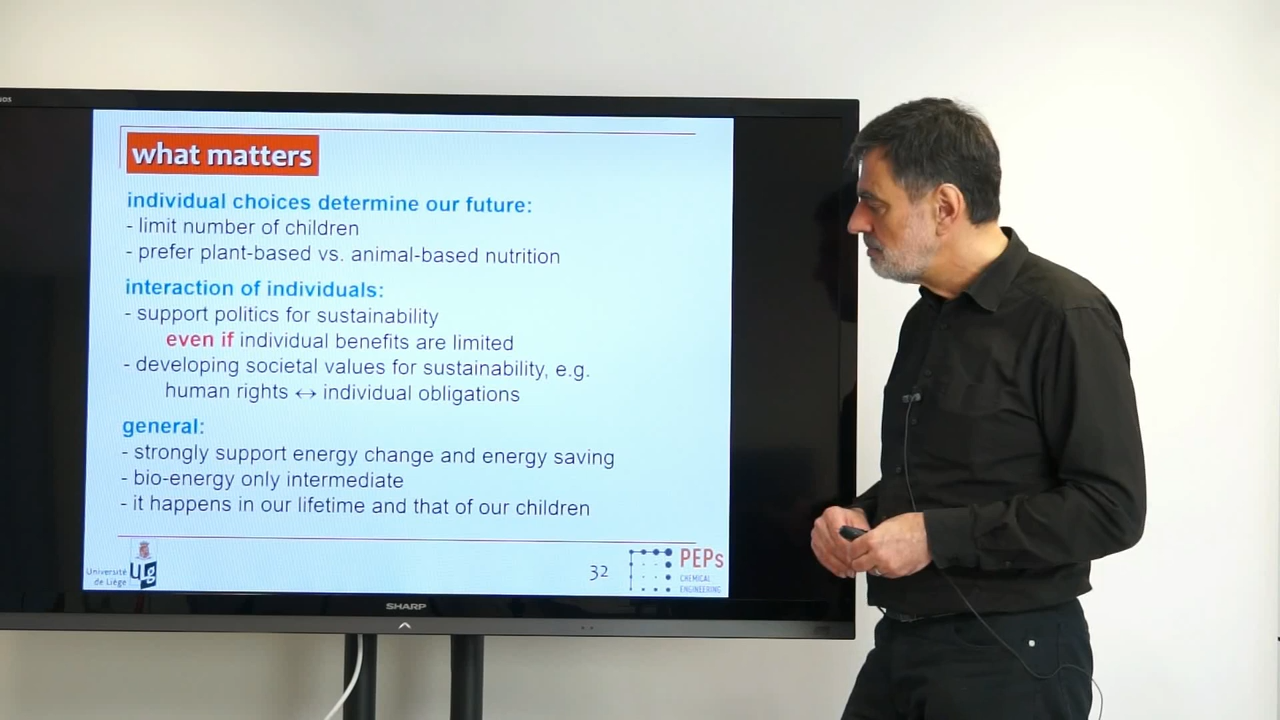 what matters
individual choices determine our future:
- limit number of children
- prefer plant-based vs. animal-based nutrition
interaction of individuals:
- support politics for sustainability
even if individual benefits are limited
- developing societal values for sustainability, e.g.
human rights ↔ individual obligations
general:
- strongly support energy change and energy saving
- bio-energy only intermediate
- it happens in our lifetime and that of our children
Université
de Liège
ug
32
PEPs
CHEMICAL
ENGINEERING
SHARP